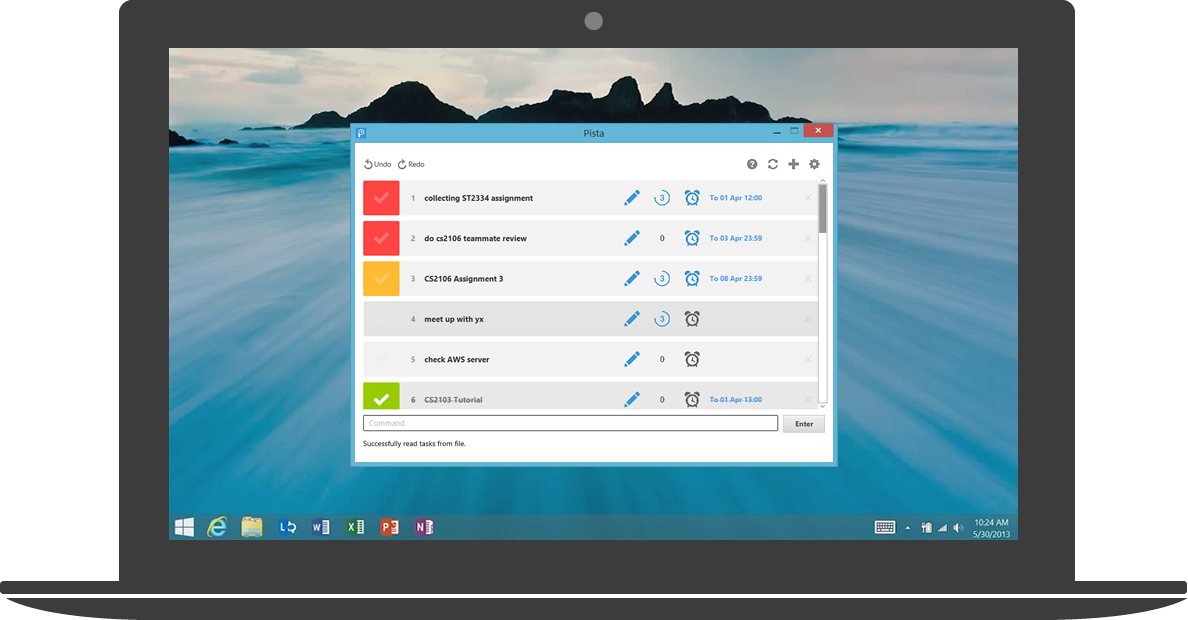 Pista
Undo Redo
1 collecting ST2334 assignment 3 To 01 Apr 12:00
2 do cs2106 teammate review 0 To 03 Apr 23:59
3 CS2106 Assignment 3 3 To 08 Apr 23:59
4 meet up with yx 3
5 check AWS server 0
6 CS2103 Tutorial 0 To 01 Apr 13:00
Command Enter
Successfully read tasks from file.
10:24 AM
5/30/2013